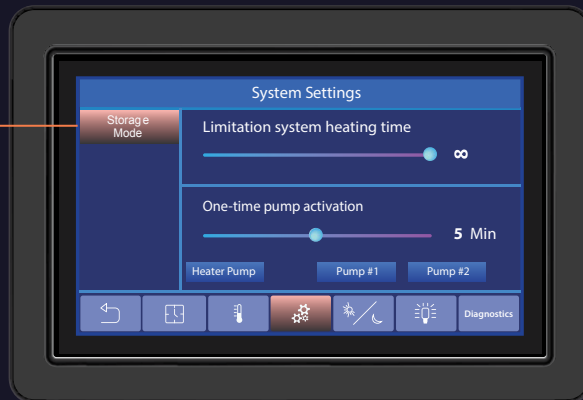 System Settings
Storage
Mode
Limitation system heating time
∞
One-time pump activation
5 Min
Heater Pump
Pump #1
Pump #2
Diagnostics